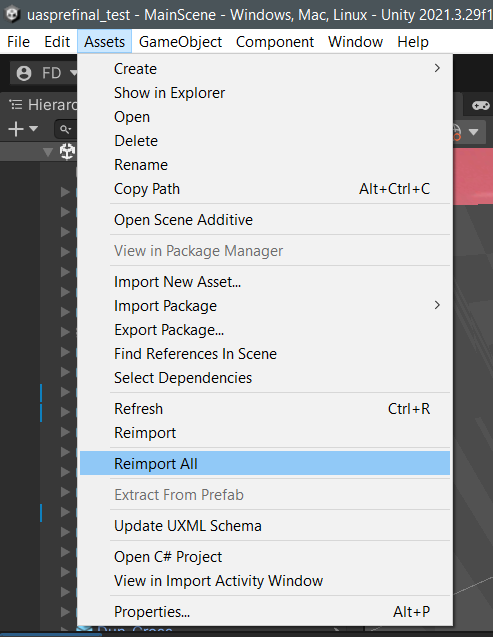 uasprefinal_test - MainScene - Windows, Mac, Linux - Unity 2021.3.29f1
File Edit Assets GameObject Component Window Help
FD
Hierarc
Create
Show in Explorer
Open
Delete
Rename
Copy Path Alt+Ctrl+C
Open Scene Additive
View in Package Manager
Import New Asset...
Import Package
Export Package...
Find References In Scene
Select Dependencies
Refresh Ctrl+R
Reimport
Reimport All
Extract From Prefab
Update UXML Schema
Open C# Project
View in Import Activity Window
Properties... Alt+P